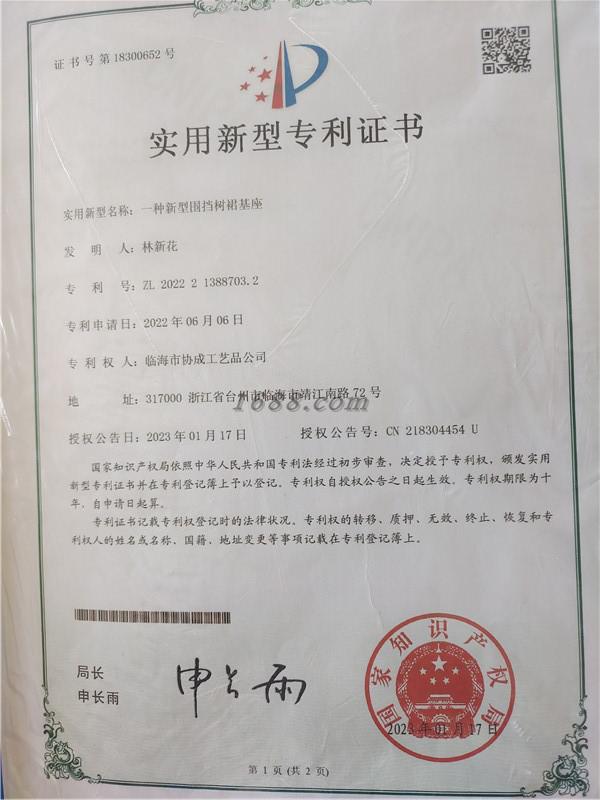 证书号第18300652号
实用新型专利证书
实用新型名称：一种新型围挡树裙基座
发明人：林新花
专利号：ZL 2022 2 1388703.2
专利申请日：2022年06月06日
专利权人：临海市协成工艺品公司
地址：317000 浙江省台州市临海市靖江南路72号
1688.com
授权公告日：2023年01月17日 授权公告号：CN 218304454 U
国家知识产权局依照中华人民共和国专利法经过初步审查，决定授予专利权，颁发实用
新型专利证书并在专利登记簿上予以登记。专利权自授权公告之日起生效。专利权期限为十
年，自申请日起算。
专利证书记载专利权登记时的法律状况。专利权的转移、质押、无效、终止、恢复和专
利权人的姓名或名称、国籍、地址变更等事项记载在专利登记簿上。
局长
申长雨
申长雨
国家知识产权局
2023年01月17日
第1页(共2页)